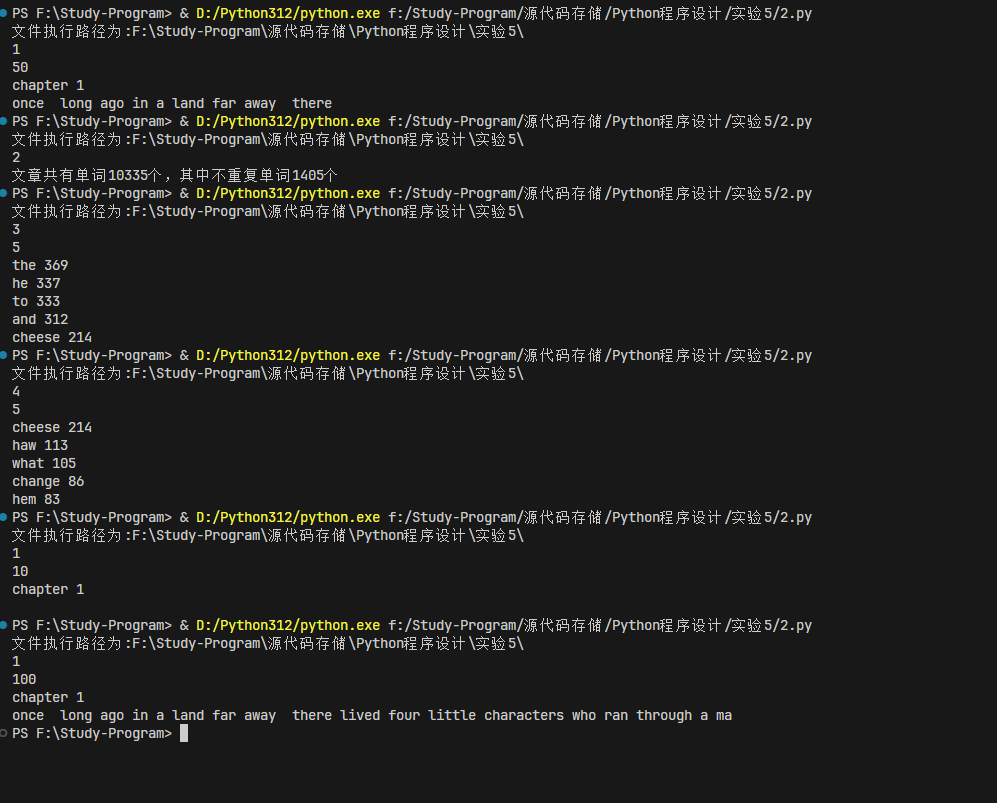 PS F:\Study-Program> & D:/Python312/python.exe f:/Study-Program/源代码存储/Python程序设计/实验5/2.py
文件执行路径为:F:\Study-Program\源代码存储\Python程序设计\实验5\
1
50
chapter 1
once  long ago in a land far away  there
PS F:\Study-Program> & D:/Python312/python.exe f:/Study-Program/源代码存储/Python程序设计/实验5/2.py
文件执行路径为:F:\Study-Program\源代码存储\Python程序设计\实验5\
2
文章共有单词10335个，其中不重复单词1405个
PS F:\Study-Program> & D:/Python312/python.exe f:/Study-Program/源代码存储/Python程序设计/实验5/2.py
文件执行路径为:F:\Study-Program\源代码存储\Python程序设计\实验5\
3
5
the 369
he 337
to 333
and 312
cheese 214
PS F:\Study-Program> & D:/Python312/python.exe f:/Study-Program/源代码存储/Python程序设计/实验5/2.py
文件执行路径为:F:\Study-Program\源代码存储\Python程序设计\实验5\
4
5
cheese 214
haw 113
what 105
change 86
hem 83
PS F:\Study-Program> & D:/Python312/python.exe f:/Study-Program/源代码存储/Python程序设计/实验5/2.py
文件执行路径为:F:\Study-Program\源代码存储\Python程序设计\实验5\
1
10
chapter 1
PS F:\Study-Program> & D:/Python312/python.exe f:/Study-Program/源代码存储/Python程序设计/实验5/2.py
文件执行路径为:F:\Study-Program\源代码存储\Python程序设计\实验5\
1
100
chapter 1
once  long ago in a land far away  there lived four little characters who ran through a ma
PS F:\Study-Program>